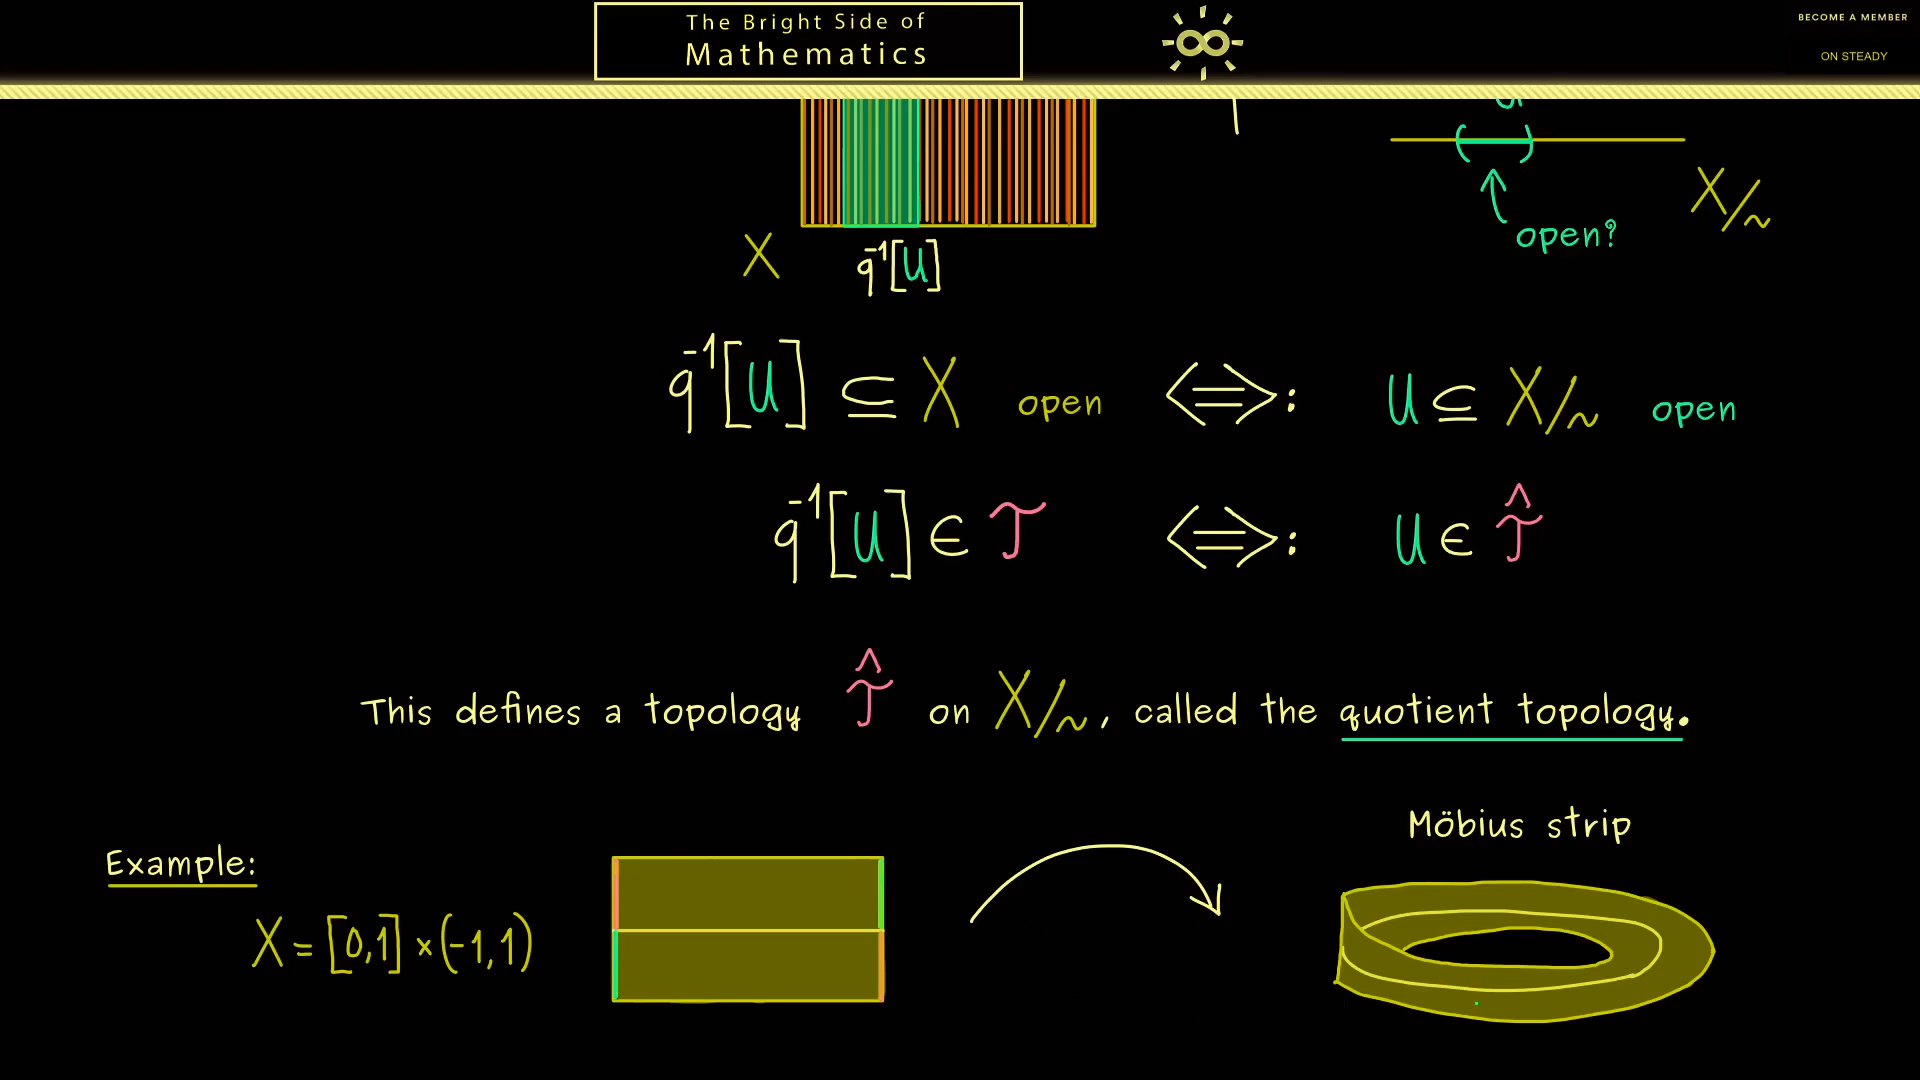 The Bright Side of
Mathematics
BECOME A MEMBER
ON STEADY
X/~
open?
X
q⁻¹[U]
q⁻¹[U] ⊆ X open ⟺: U ⊆ X/~ open
q⁻¹[U] ∈ 𝒯 ⟺: U ∈ 𝒯̂
This defines a topology 𝒯̂ on X/~, called the quotient topology.
Möbius strip
Example:
X = [0,1] × (-1,1)